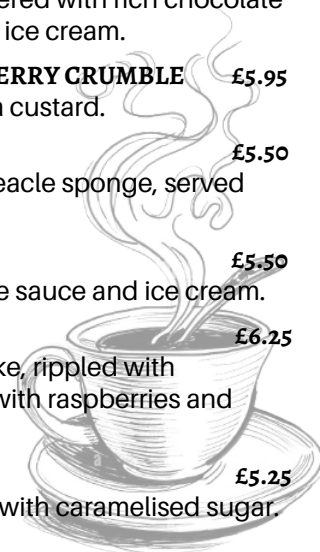 ered with rich chocolate
ice cream.
ERRY CRUMBLE £5.95
custard.
£5.50
eacle sponge, served
£5.50
e sauce and ice cream.
£6.25
ke, rippled with
with raspberries and
£5.25
with caramelised sugar.